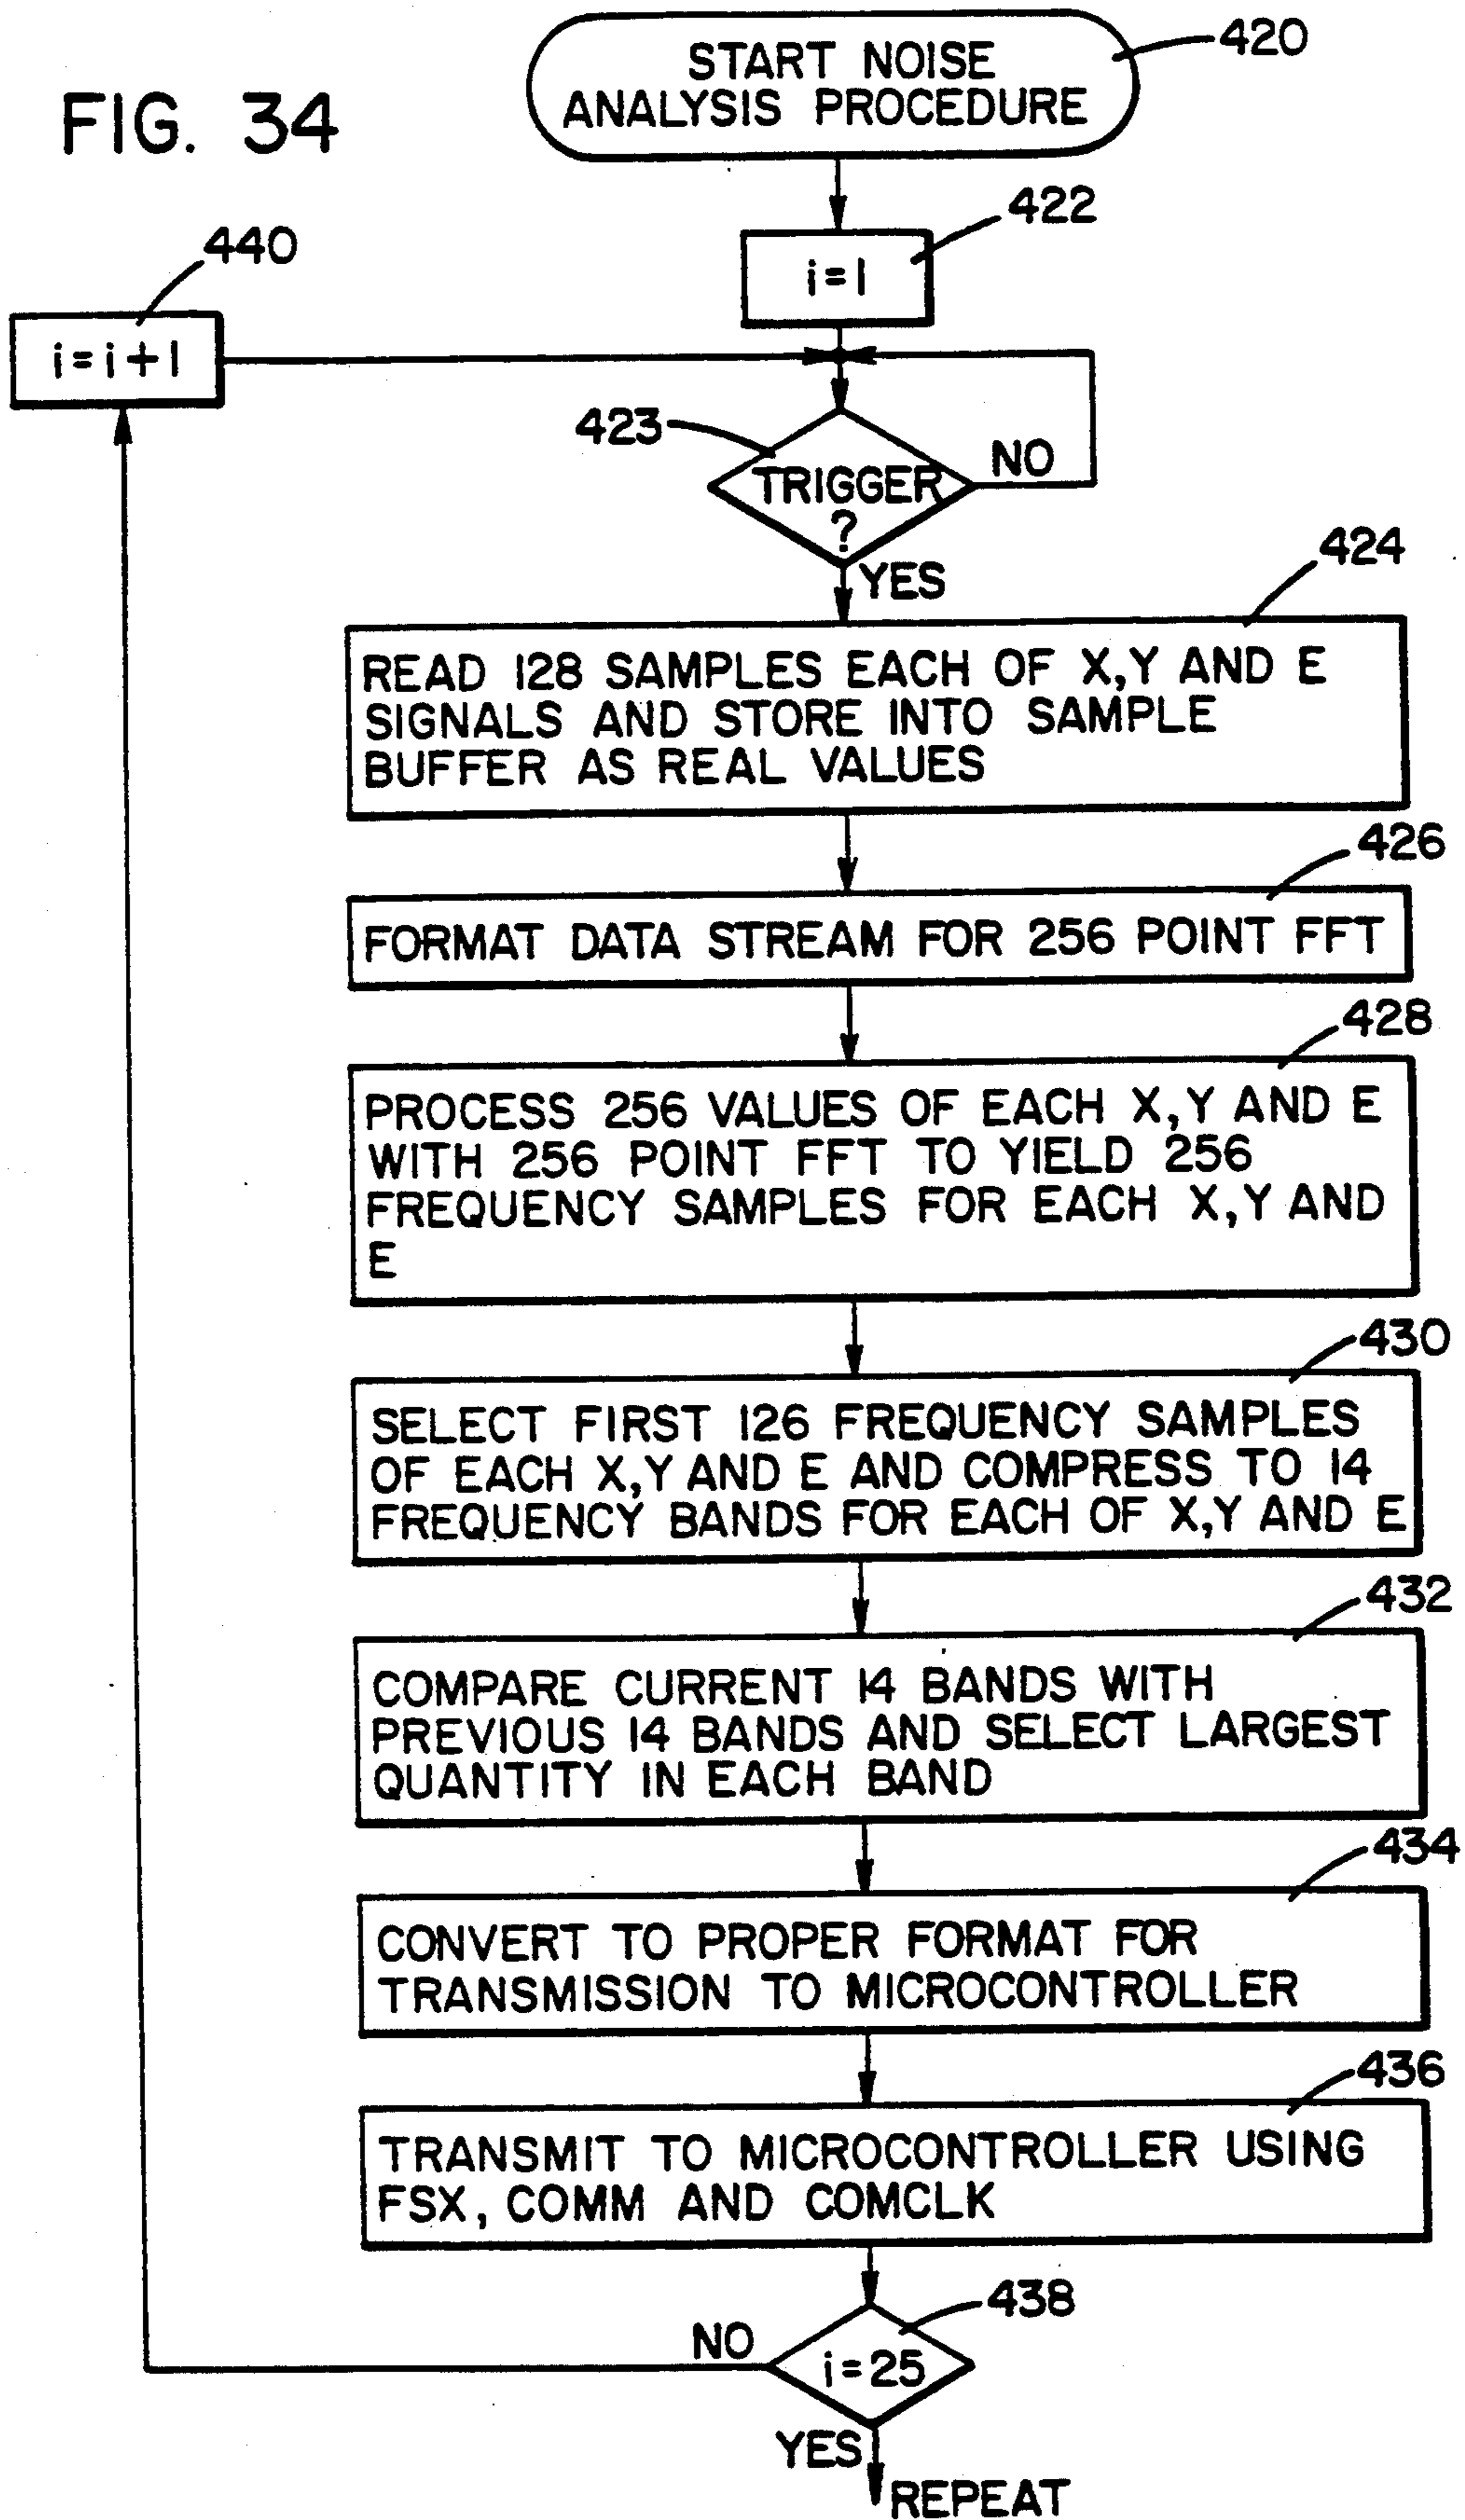 FIG. 34
START NOISE
ANALYSIS PROCEDURE
420
422
i=1
440
i=i+1
423
TRIGGER
?
NO
YES
424
READ 128 SAMPLES EACH OF X,Y AND E
SIGNALS AND STORE INTO SAMPLE
BUFFER AS REAL VALUES
426
FORMAT DATA STREAM FOR 256 POINT FFT
428
PROCESS 256 VALUES OF EACH X,Y AND E
WITH 256 POINT FFT TO YIELD 256
FREQUENCY SAMPLES FOR EACH X,Y AND
E
430
SELECT FIRST 126 FREQUENCY SAMPLES
OF EACH X,Y AND E AND COMPRESS TO 14
FREQUENCY BANDS FOR EACH OF X,Y AND E
432
COMPARE CURRENT 14 BANDS WITH
PREVIOUS 14 BANDS AND SELECT LARGEST
QUANTITY IN EACH BAND
434
CONVERT TO PROPER FORMAT FOR
TRANSMISSION TO MICROCONTROLLER
436
TRANSMIT TO MICROCONTROLLER USING
FSX, COMM AND COMCLK
438
NO
i=25
YES
REPEAT